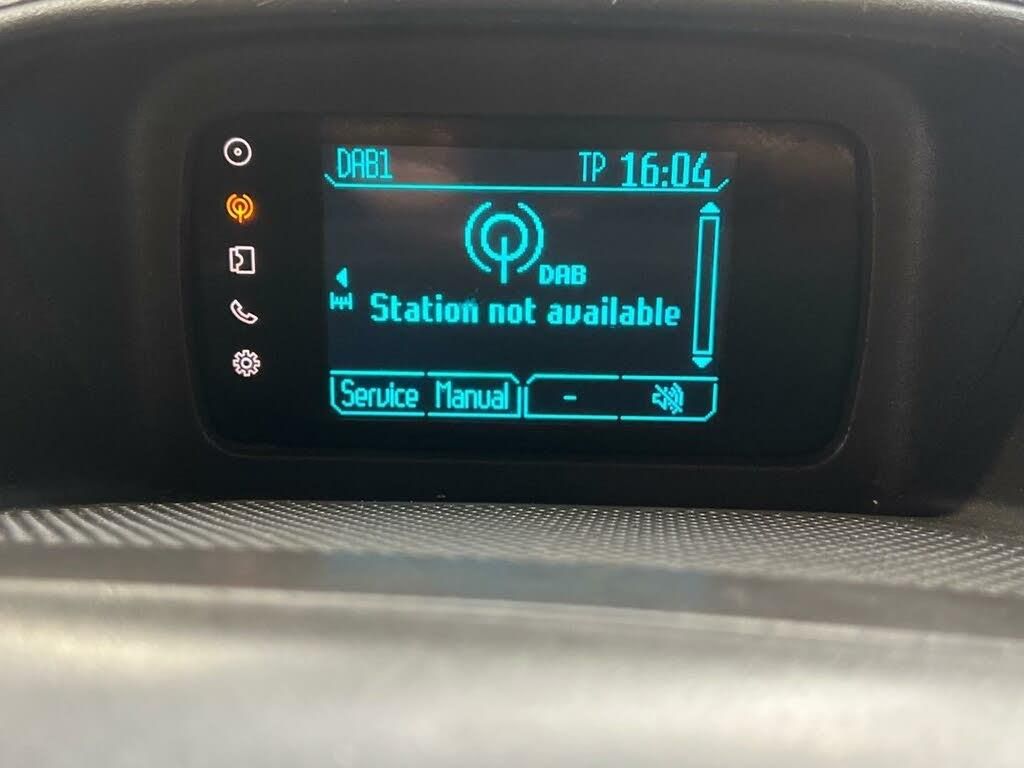 DAB1 TP 16:04
DAB
Station not available
Service Manual -